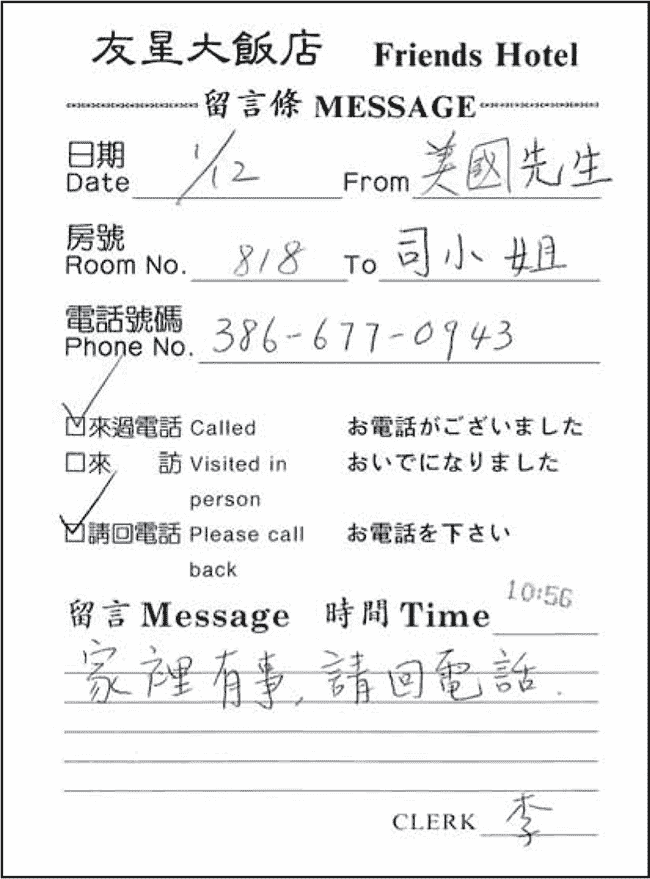 友星大飯店 Friends Hotel
留言條 MESSAGE
日期
Date 1/12 From 美國先生
房號
Room No. 818 To 司小姐
電話號碼
Phone No. 386-677-0943
來過電話 Called お電話がございました
來訪 Visited in person おいでになりました
請回電話 Please call back お電話を下さい
留言 Message 時間 Time 10:56
家裡有事,請回電話.
CLERK 李